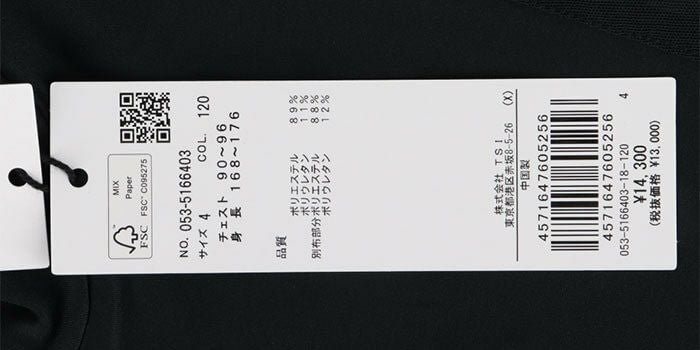 MIX
Paper
FSC™ C095275
FSC
NO. 053-5166403 COL. 120
サイズ 4
チェスト 90~96
身 長 168~176
品質 ポリエステル 89%
ポリウレタン 11%
別布部分ポリエステル 88%
ポリウレタン 12%
株式会社 TSI (X)
東京都港区赤坂8-5-26
中国製
4571647605256
4571647605256
4
053-5166403-18-120
¥14,300
(税抜価格 ¥13,000)